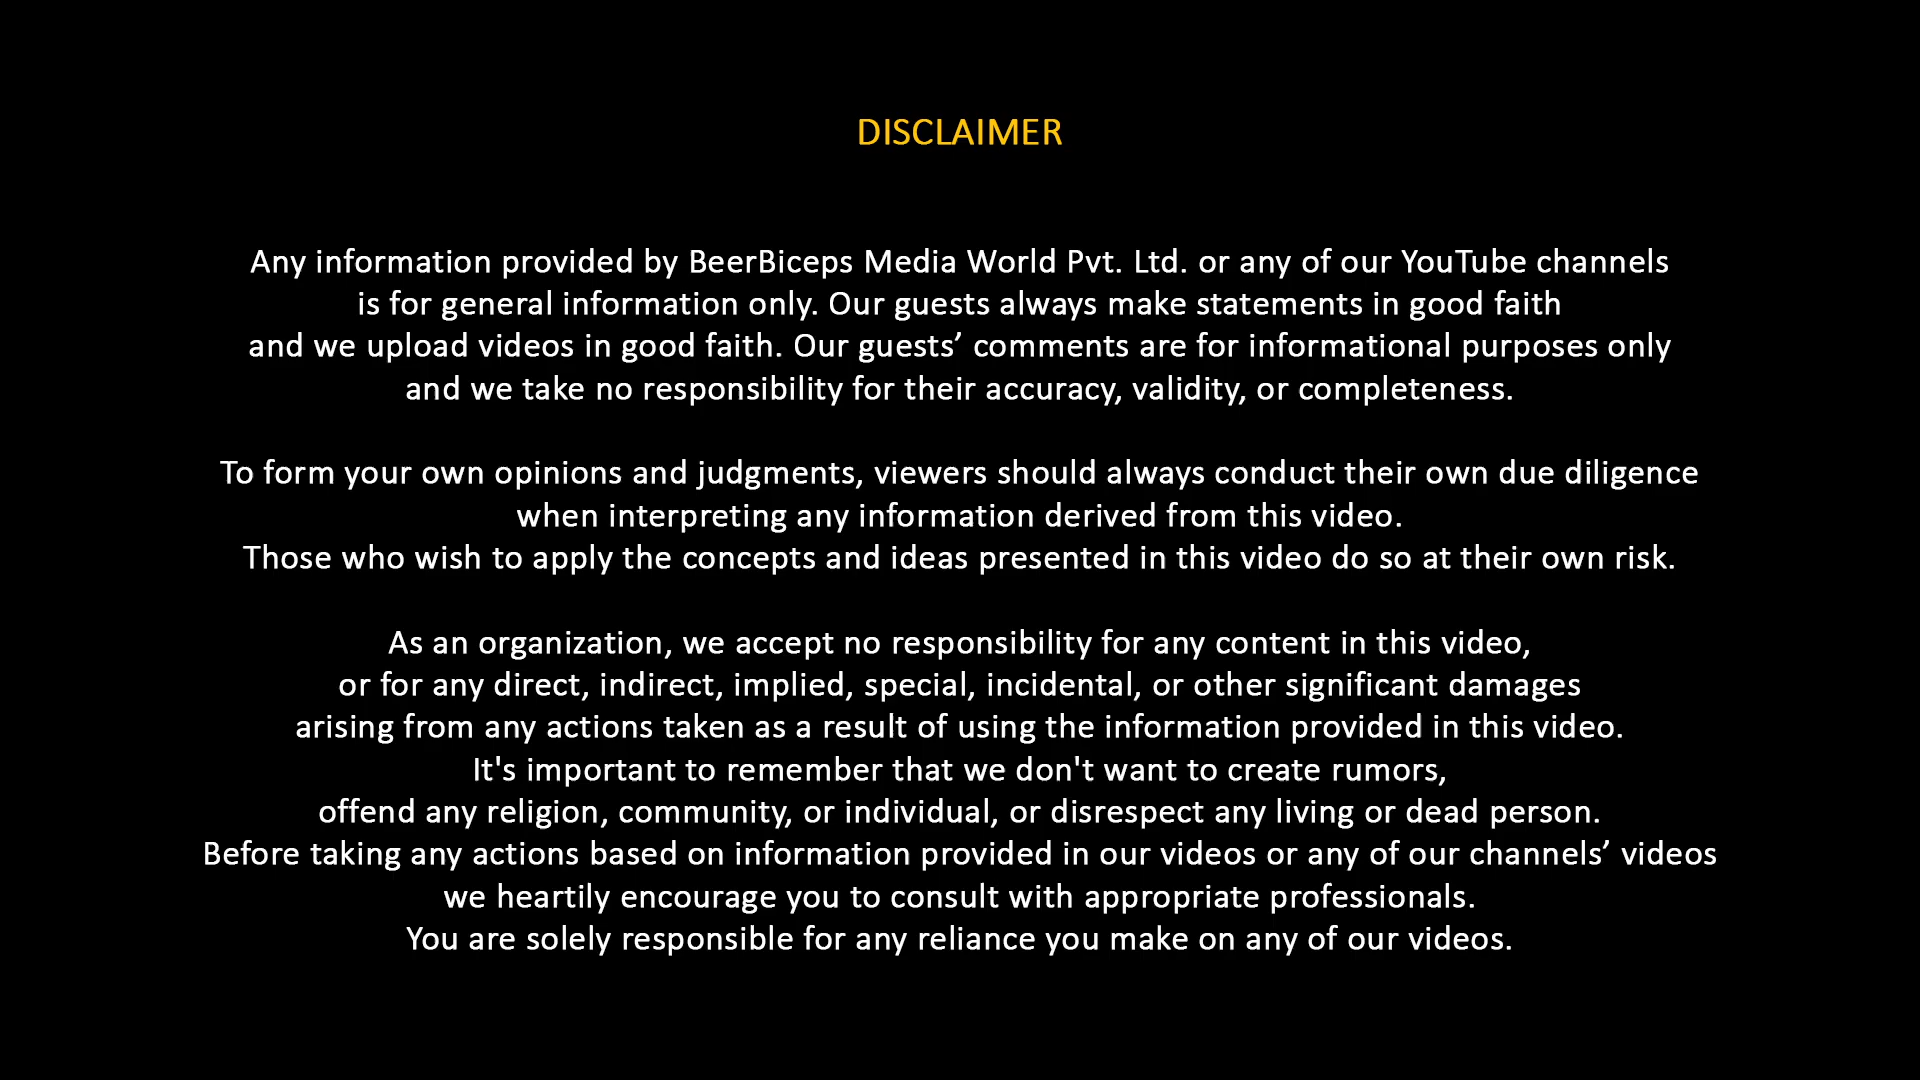 DISCLAIMER
Any information provided by BeerBiceps Media World Pvt. Ltd. or any of our YouTube channels
is for general information only. Our guests always make statements in good faith
and we upload videos in good faith. Our guests’ comments are for informational purposes only
and we take no responsibility for their accuracy, validity, or completeness.
To form your own opinions and judgments, viewers should always conduct their own due diligence
when interpreting any information derived from this video.
Those who wish to apply the concepts and ideas presented in this video do so at their own risk.
As an organization, we accept no responsibility for any content in this video,
or for any direct, indirect, implied, special, incidental, or other significant damages
arising from any actions taken as a result of using the information provided in this video.
It's important to remember that we don't want to create rumors,
offend any religion, community, or individual, or disrespect any living or dead person.
Before taking any actions based on information provided in our videos or any of our channels’ videos
we heartily encourage you to consult with appropriate professionals.
You are solely responsible for any reliance you make on any of our videos.